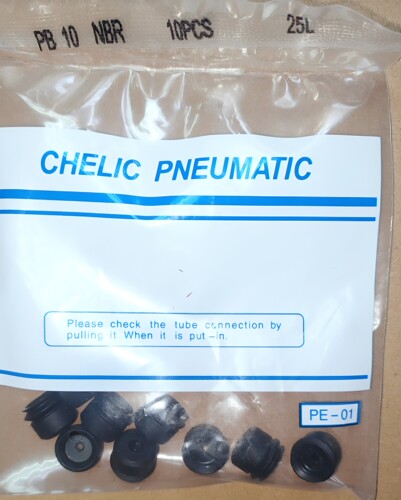 PB 10 NBR 10PCS 25L
CHELIC PNEUMATIC
Please check the tube connection by
pulling it When it is put-in.
PE-01